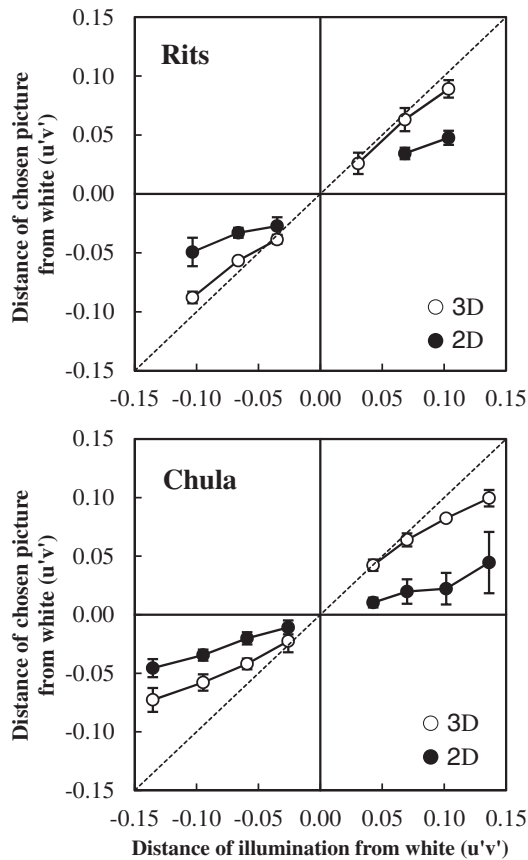 0.15
Rits
0.10
0.05
0.00
-0.05
-0.10
-0.15
Distance of chosen picture
from white (u'v')
3D
2D
-0.15 -0.10 -0.05 0.00 0.05 0.10 0.15
0.15
Chula
0.10
0.05
0.00
-0.05
-0.10
-0.15
Distance of chosen picture
from white (u'v')
3D
2D
-0.15 -0.10 -0.05 0.00 0.05 0.10 0.15
Distance of illumination from white (u'v')